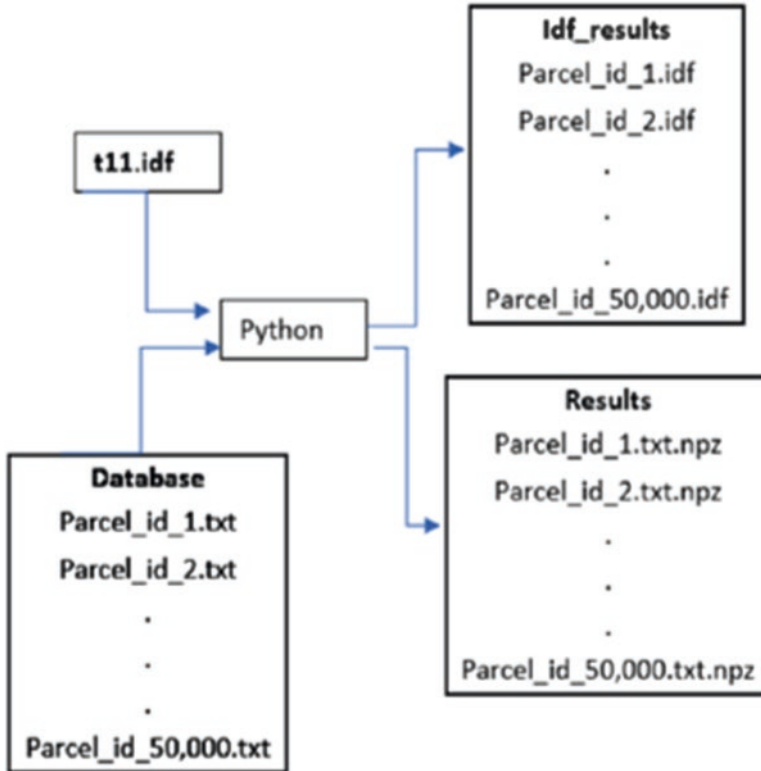 t11.idf
Python
Database
Parcel_id_1.txt
Parcel_id_2.txt
.
.
.
Parcel_id_50,000.txt
Idf_results
Parcel_id_1.idf
Parcel_id_2.idf
.
.
.
Parcel_id_50,000.idf
Results
Parcel_id_1.txt.npz
Parcel_id_2.txt.npz
.
.
.
Parcel_id_50,000.txt.npz